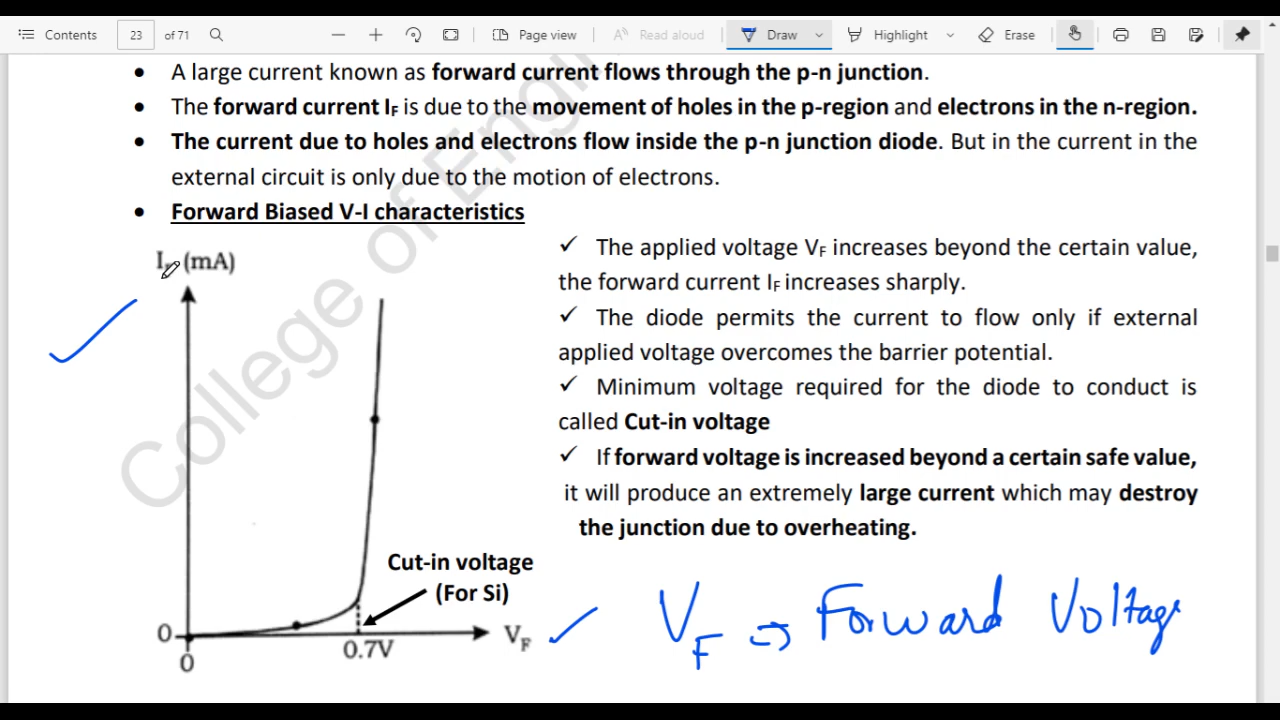 Contents 23 of 71 Page view Read aloud Draw Highlight Erase
• A large current known as forward current flows through the p-n junction.
• The forward current IF is due to the movement of holes in the p-region and electrons in the n-region.
• The current due to holes and electrons flow inside the p-n junction diode. But in the current in the
external circuit is only due to the motion of electrons.
• Forward Biased V-I characteristics
IF (mA)
0
0
0.7V
VF
Cut-in voltage
(For Si)
✓ The applied voltage VF increases beyond the certain value,
the forward current IF increases sharply.
✓ The diode permits the current to flow only if external
applied voltage overcomes the barrier potential.
✓ Minimum voltage required for the diode to conduct is
called Cut-in voltage
✓ If forward voltage is increased beyond a certain safe value,
it will produce an extremely large current which may destroy
the junction due to overheating.
VF ⇒ Forward Voltage
College of Engin